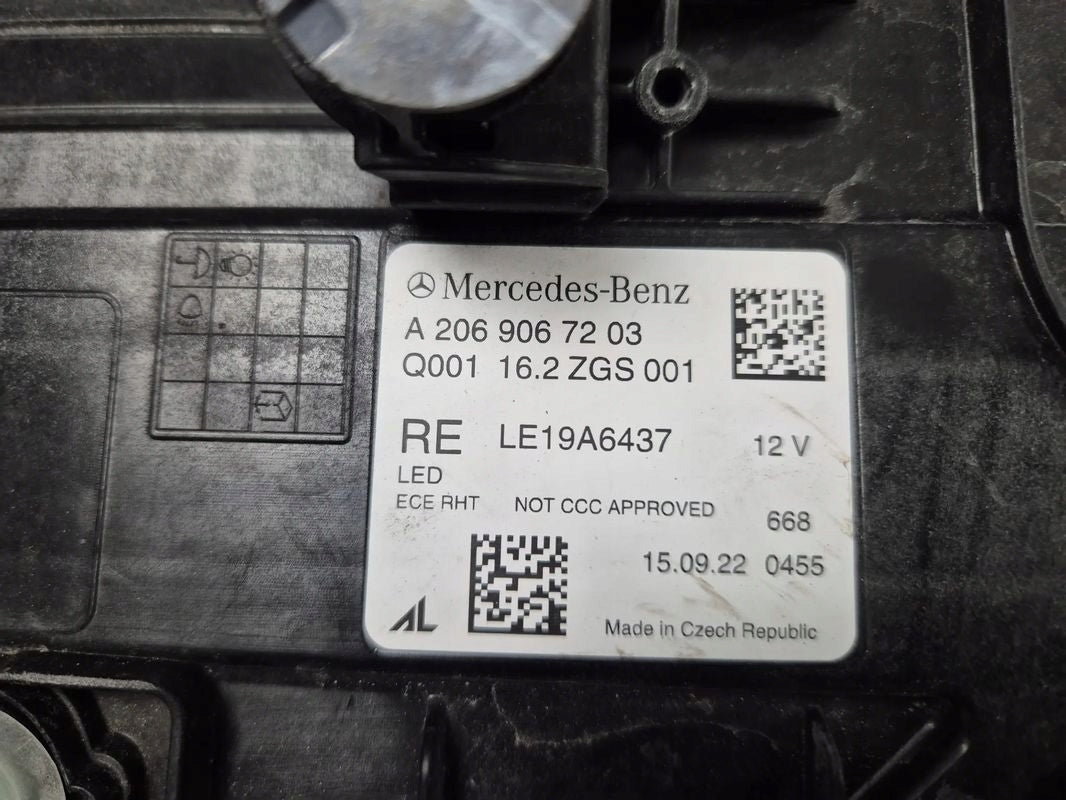 Mercedes-Benz
A 206 906 72 03
Q001 16.2 ZGS 001
RE LE19A6437 12 V
LED
ECE RHT NOT CCC APPROVED
668
15.09.22 0455
AL
Made in Czech Republic